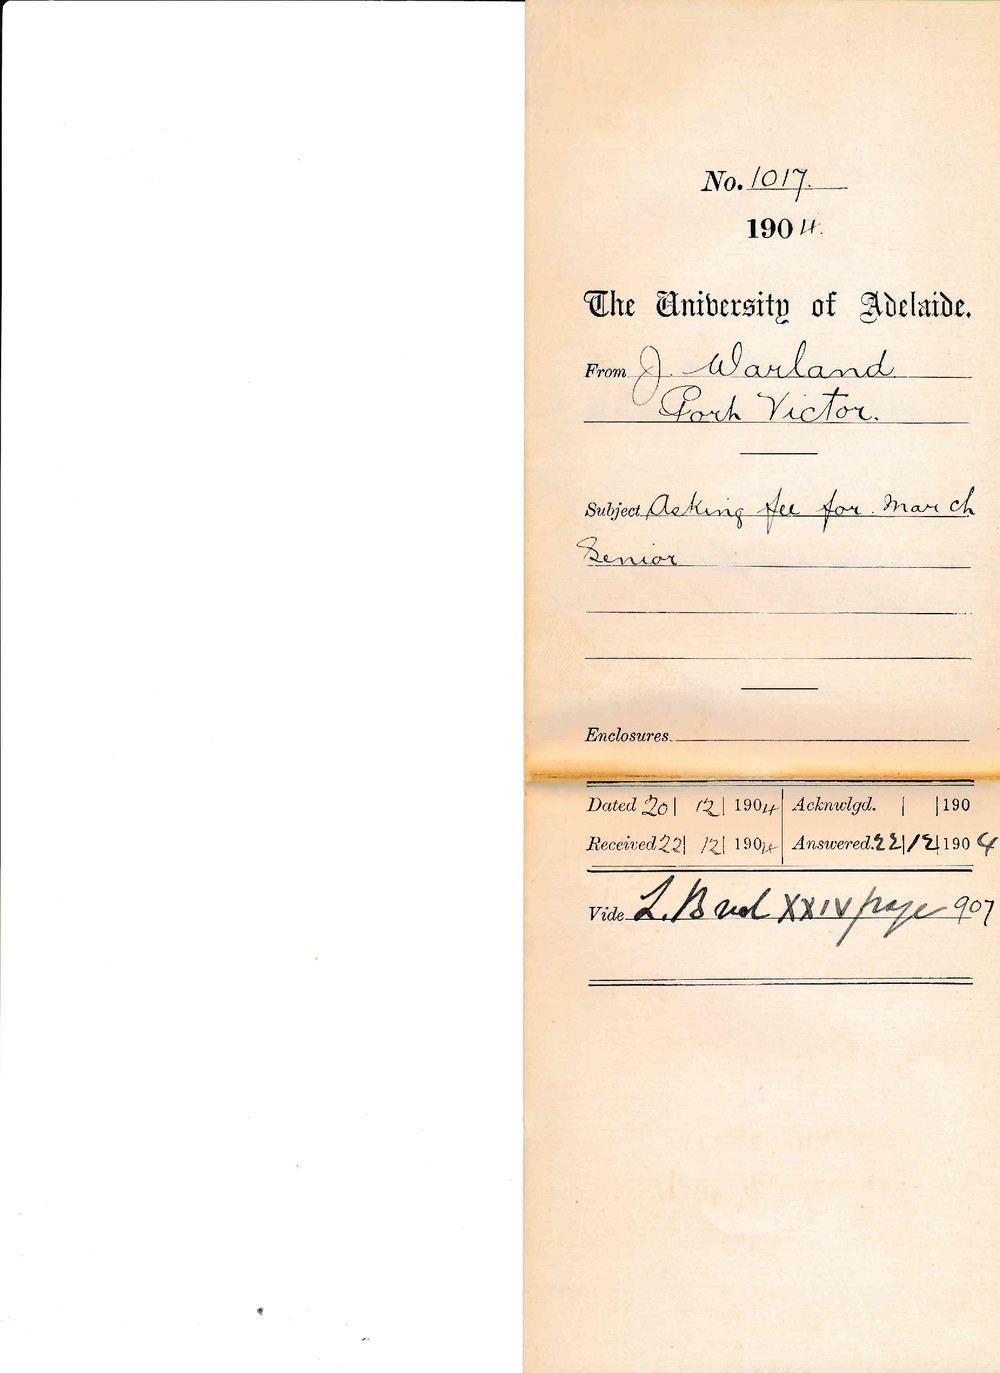 No. 1017.
1904.
The University of Adelaide.
From J. Warland
Port Victor.
Subject Asking fee for March
Senior
Enclosures
Dated 20| 12| 1904 Acknwlgd. | |190
Received 22| 12| 1904 Answered. 22|12|1904
Vide L.B vol XXIV page 907